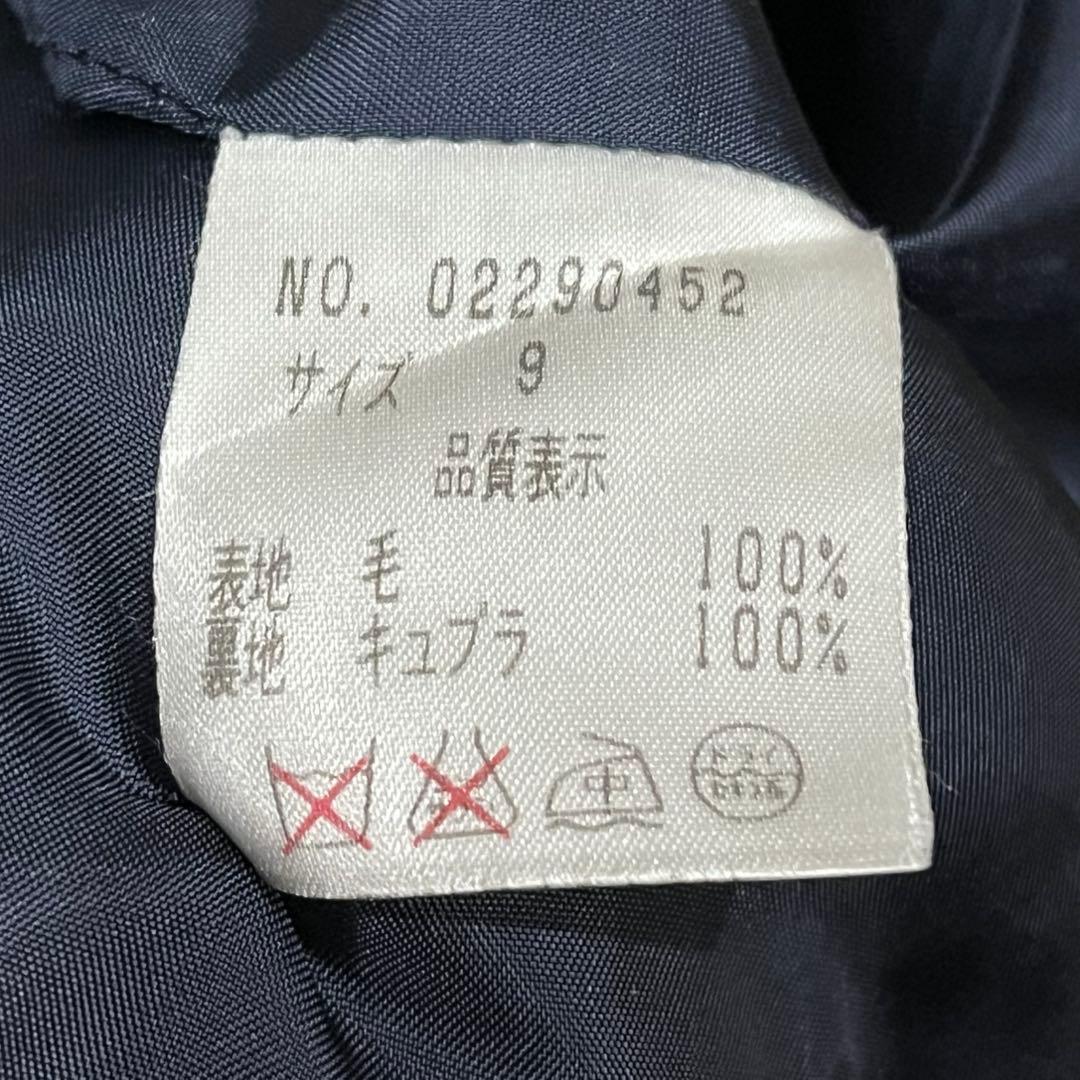 NO. 02290452
サイズ 9
品質表示
表地 毛 100%
裏地 キュプラ 100%
中